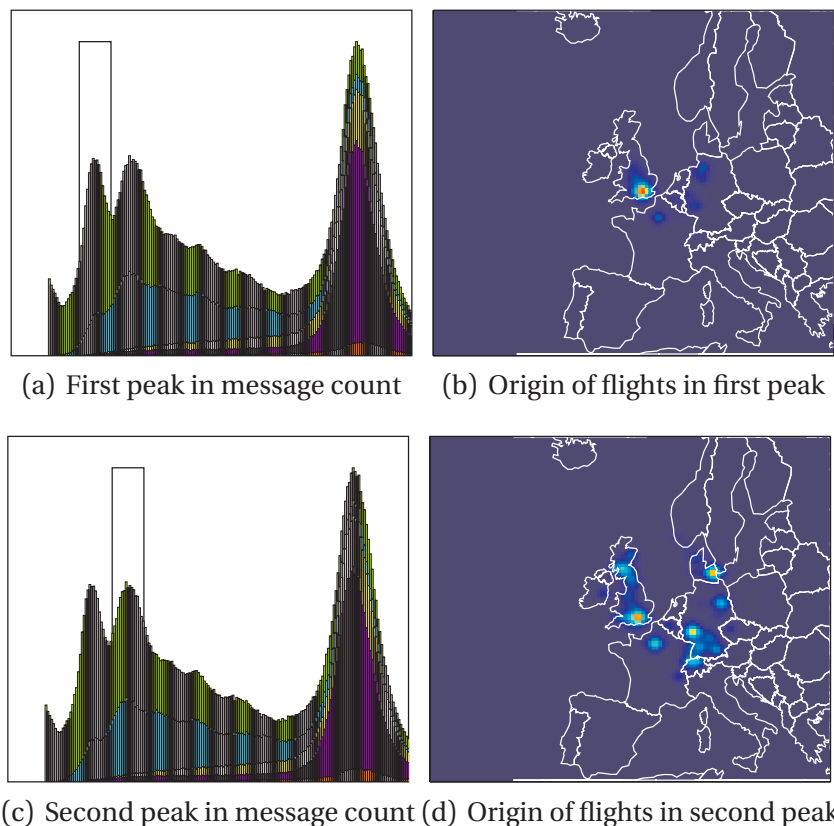 (a) First peak in message count
(b) Origin of flights in first peak
(c) Second peak in message count
(d) Origin of flights in second peak